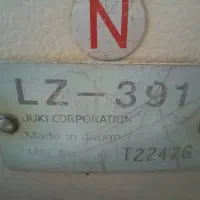 N
LZ-391
JUKI CORPORATION
Made in Japan
T22426